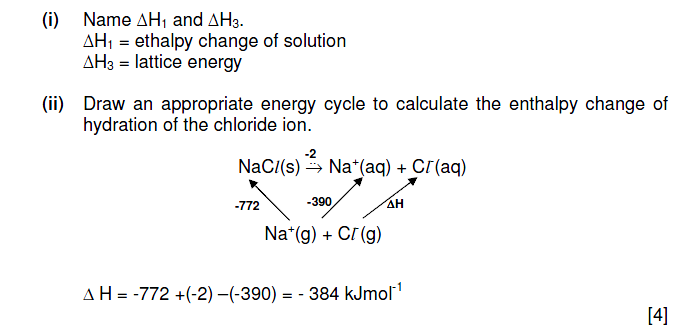 (i) Name ΔH₁ and ΔH₃.
ΔH₁ = ethalpy change of solution
ΔH₃ = lattice energy
(ii) Draw an appropriate energy cycle to calculate the enthalpy change of
hydration of the chloride ion.
-2
NaCl(s) → Na⁺(aq) + Cl⁻(aq)
-772 -390 ΔH
Na⁺(g) + Cl⁻(g)
Δ H = -772 +(-2) –(-390) = - 384 kJmol⁻¹
[4]